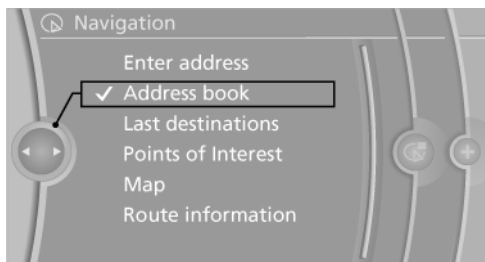 Navigation
Enter address
Address book
Last destinations
Points of Interest
Map
Route information